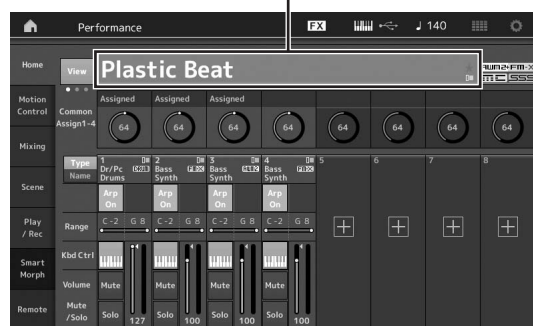 Performance FX 140
Home
View
Plastic Beat
AWM2+FM-X
Motion Control
Common Assign1-4
Assigned Assigned Assigned
64 64 64 64 64 64 64 64
Mixing
Type
Name
1 Dr/Pc Drums
2 Bass Synth
3 Bass Synth
4 Bass Synth
5 6 7 8
Scene
Arp On Arp On Arp On Arp On
Play / Rec
Range
C -2 G 8 C -2 G 8 C -2 G 8 C -2 G 8
Smart Morph
Kbd Ctrl
Volume
Mute Mute Mute Mute
Remote
Mute /Solo
Solo 127 Solo 100 Solo 100 Solo 100